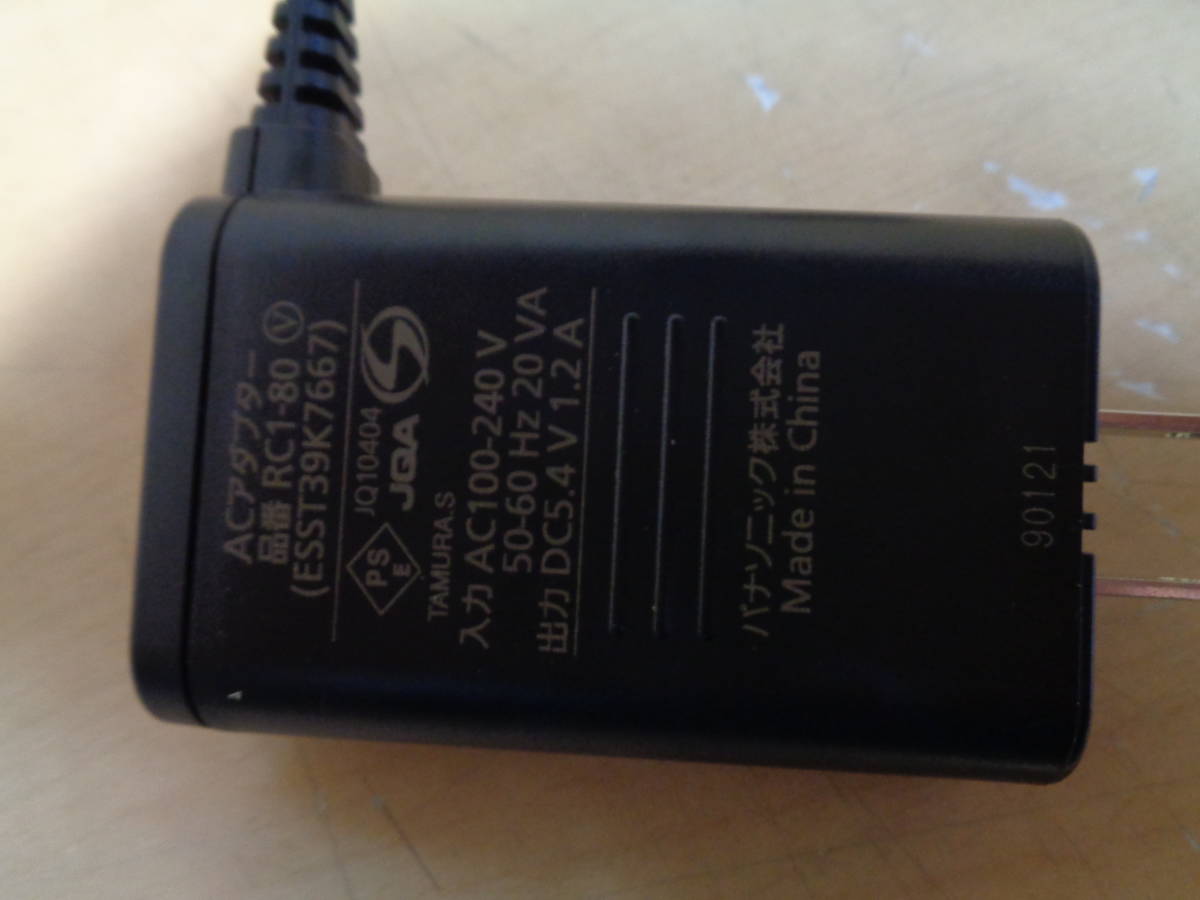 ACアダプター
品番 RC1-80 Ⓥ
(ESST39K7667)
PS
E
JQ10404
JQA
TAMURA.S
入力 AC100-240 V
50-60 Hz 20 VA
出力 DC5.4 V 1.2 A
パナソニック株式会社
Made in China
90121